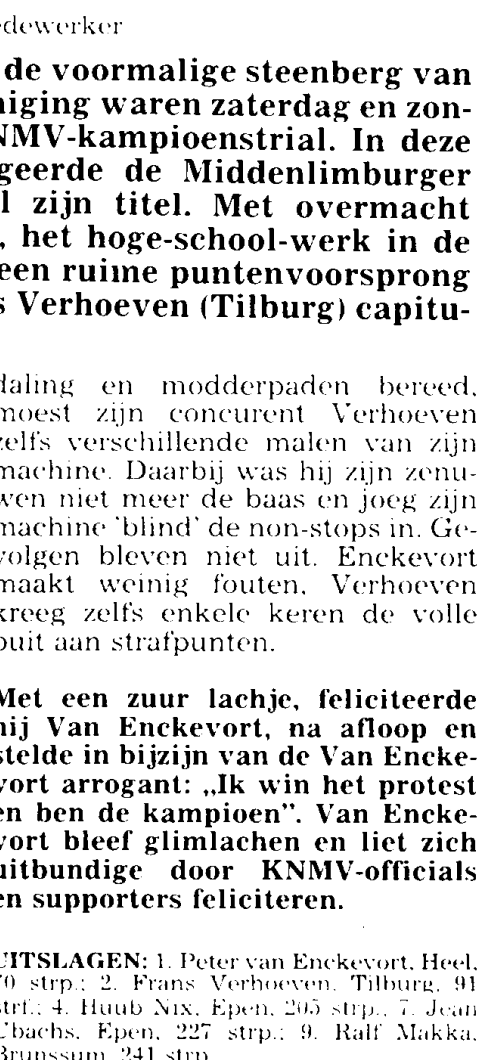 edewerker
de voormalige steenberg van
niging waren zaterdag en zon-
NMV-kampioenstrial. In deze
geerde de Middenlimburger
l zijn titel. Met overmacht
, het hoge-school-werk in de
een ruime puntenvoorsprong
s Verhoeven (Tilburg) capitu-
daling en modderpaden bereed,
moest zijn concurent Verhoeven
zelfs verschillende malen van zijn
machine. Daarbij was hij zijn zenu-
wen niet meer de baas en joeg zijn
machine 'blind' de non-stops in. Ge-
volgen bleven niet uit. Enckevort
maakt weinig fouten, Verhoeven
kreeg zelfs enkele keren de volle
buit aan strafpunten.
Met een zuur lachje, feliciteerde
hij Van Enckevort, na afloop en
stelde in bijzijn van de Van Encke-
vort arrogant: „Ik win het protest
en ben de kampioen”. Van Encke-
vort bleef glimlachen en liet zich
uitbundige door KNMV-officials
en supporters feliciteren.
UITSLAGEN: 1. Peter van Enckevort, Heel,
70 strp.; 2. Frans Verhoeven, Tilburg, 91
strf.; 4. Huub Nix, Epen, 205 strp., 7. Jean
Ubachs, Epen, 227 strp.; 9. Ralf Makka,
Brunssum, 241 strp.